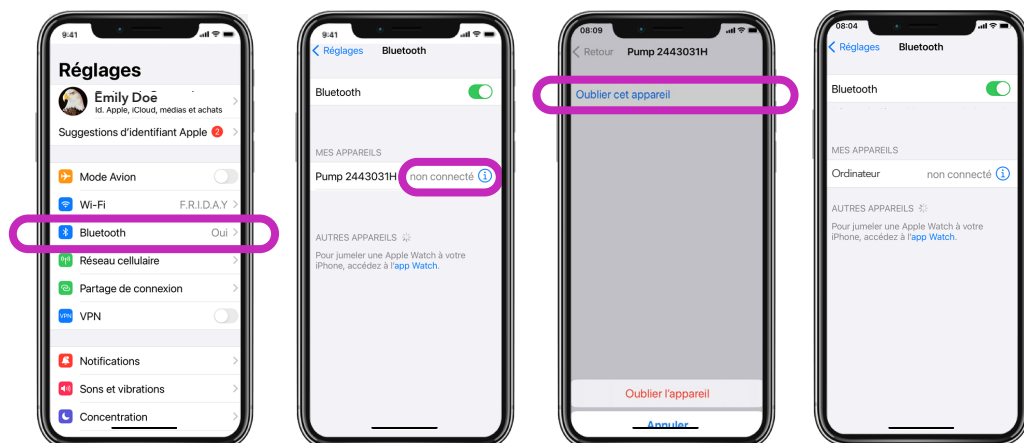 9:41
Réglages
Emily Doe
Id. Apple, iCloud, médias et achats
Suggestions d'identifiant Apple 2
Mode Avion
Wi-Fi F.R.I.D.A.Y
Bluetooth Oui
Réseau cellulaire
Partage de connexion
VPN VPN
Notifications
Sons et vibrations
Concentration
9:41
Réglages Bluetooth
Bluetooth
MES APPAREILS
Pump 2443031H non connecté i
AUTRES APPAREILS
Pour jumeler une Apple Watch à votre
iPhone, accédez à l'app Watch.
08:09
Retour Pump 2443031H
Oublier cet appareil
Oublier l'appareil
Annuler
08:04
Réglages Bluetooth
Bluetooth
MES APPAREILS
Ordinateur non connecté i
AUTRES APPAREILS
Pour jumeler une Apple Watch à votre
iPhone, accédez à l'app Watch.